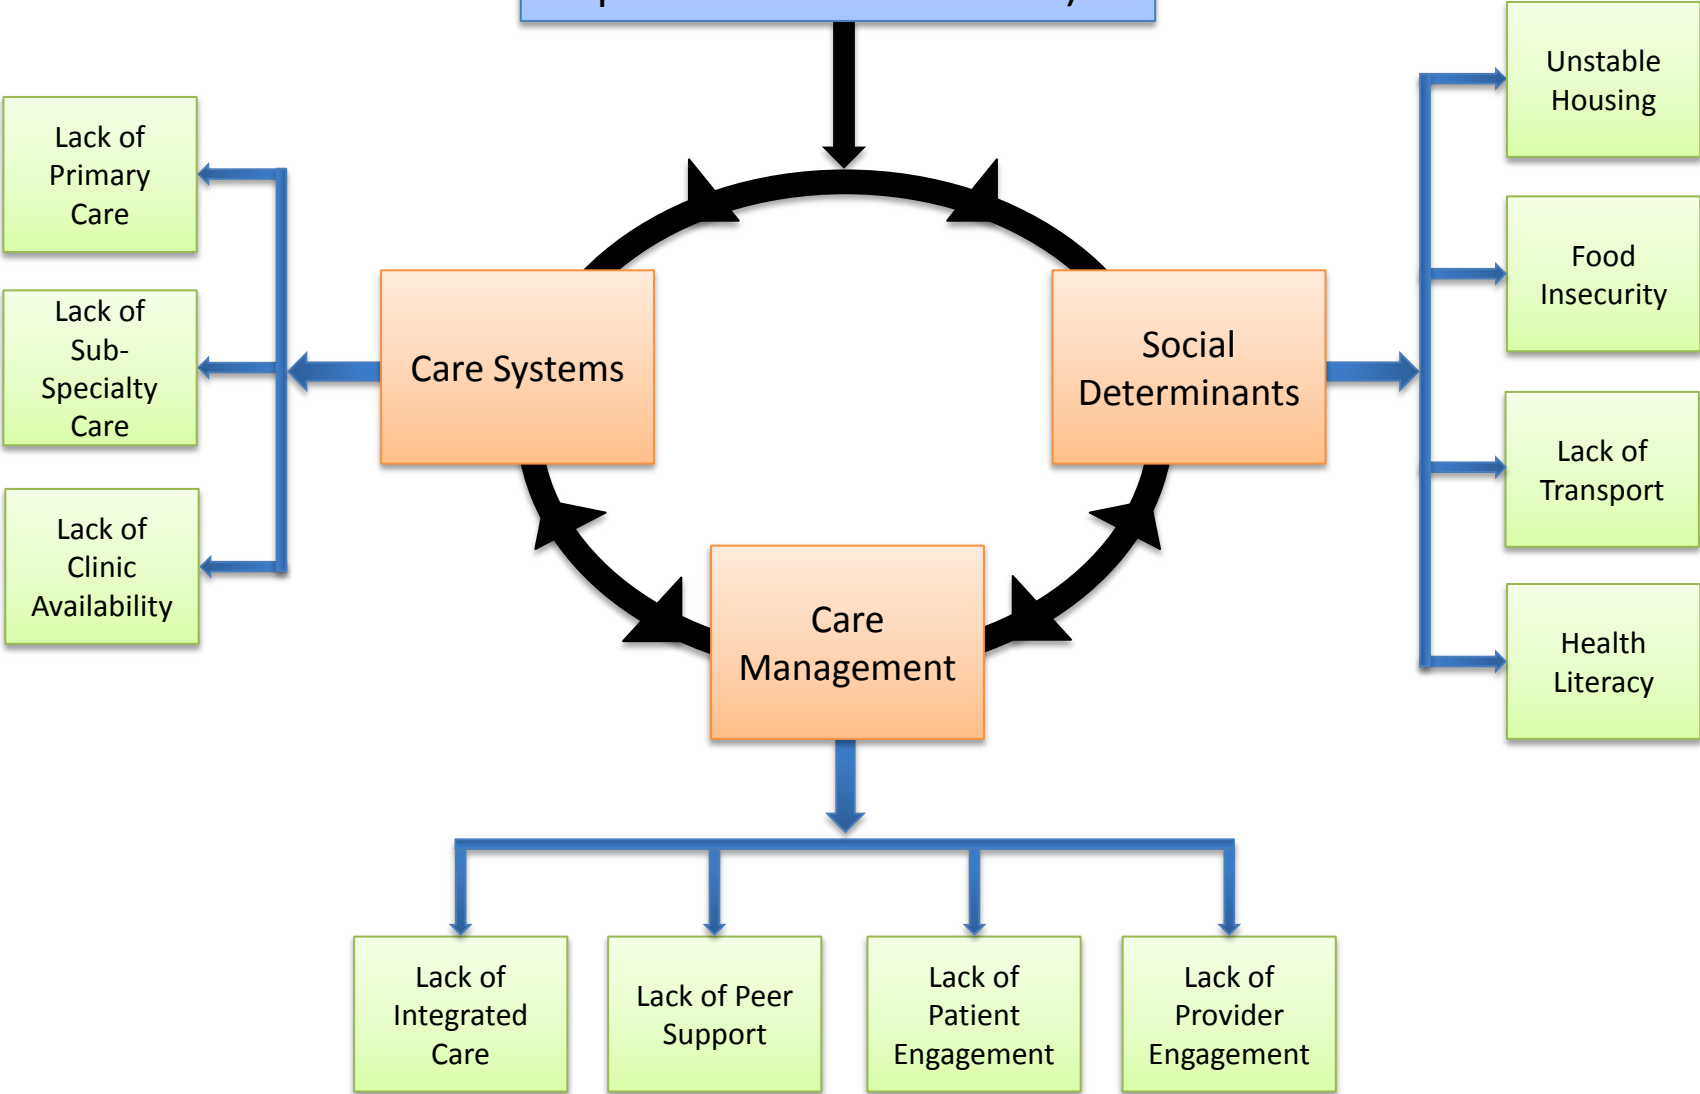 Unstable
Housing
Lack of
Primary
Care
Food
Insecurity
Lack of
Sub-
Specialty
Care
Care Systems
Social
Determinants
Lack of
Transport
Lack of
Clinic
Availability
Care
Management
Health
Literacy
Lack of
Integrated
Care
Lack of Peer
Support
Lack of
Patient
Engagement
Lack of
Provider
Engagement